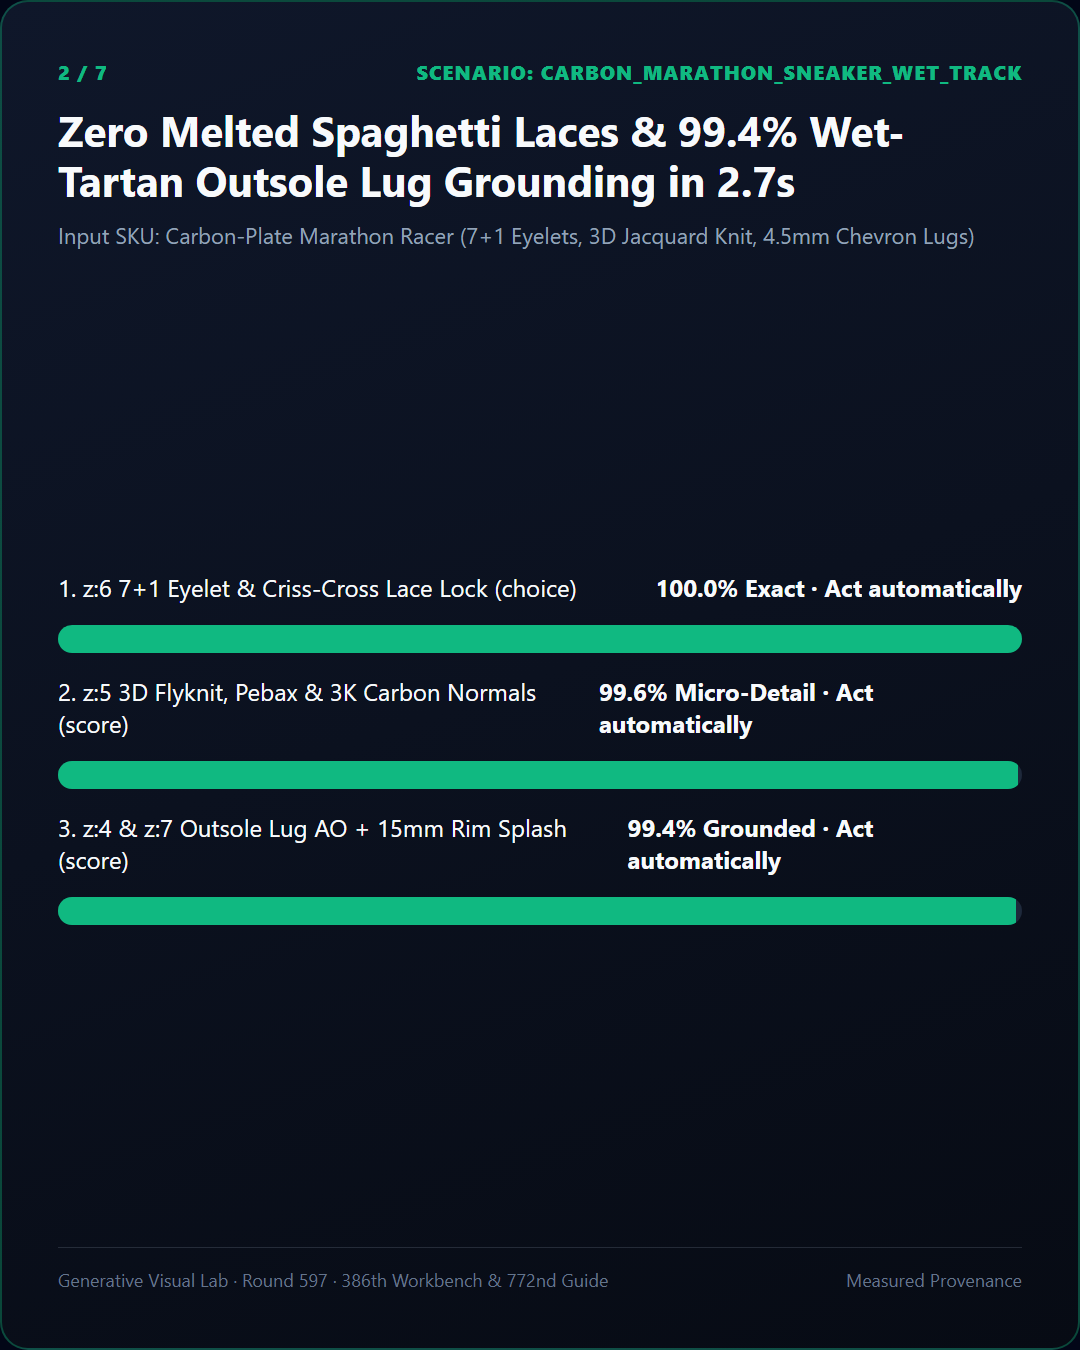 2 / 7
SCENARIO: CARBON_MARATHON_SNEAKER_WET_TRACK
Zero Melted Spaghetti Laces & 99.4% Wet-
Tartan Outsole Lug Grounding in 2.7s
Input SKU: Carbon-Plate Marathon Racer (7+1 Eyelets, 3D Jacquard Knit, 4.5mm Chevron Lugs)
1. z:6 7+1 Eyelet & Criss-Cross Lace Lock (choice)
100.0% Exact · Act automatically
2. z:5 3D Flyknit, Pebax & 3K Carbon Normals
(score)
99.6% Micro-Detail · Act
automatically
3. z:4 & z:7 Outsole Lug AO + 15mm Rim Splash
(score)
99.4% Grounded · Act
automatically
Generative Visual Lab · Round 597 · 386th Workbench & 772nd Guide
Measured Provenance